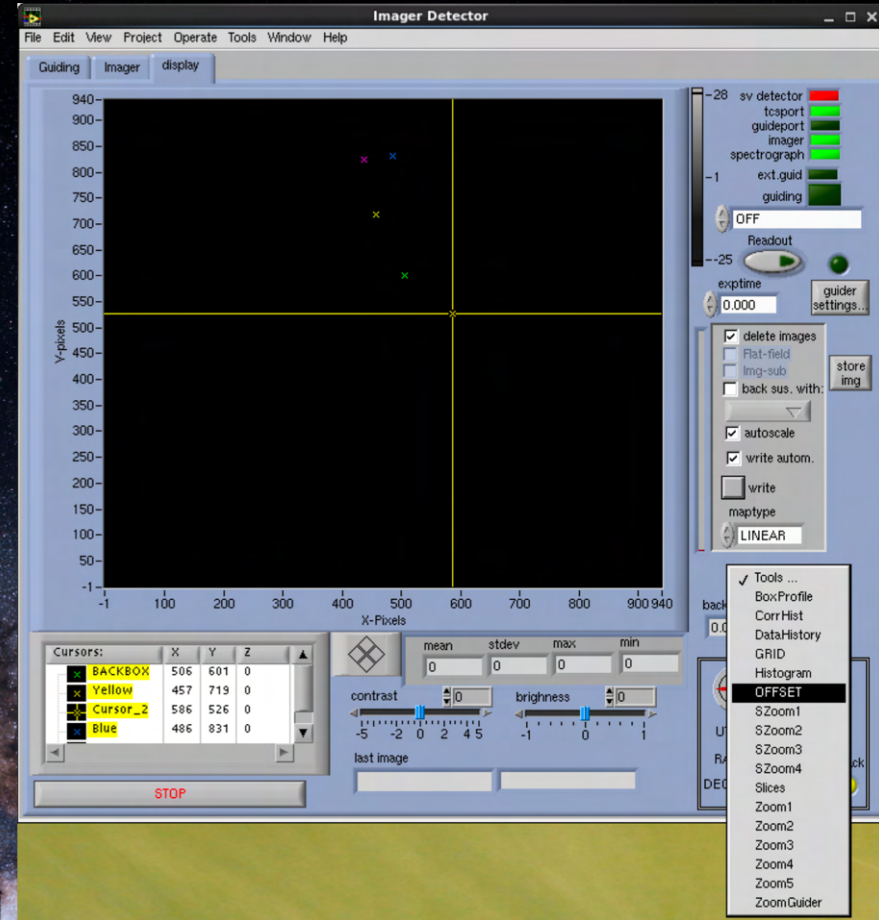 Imager Detector
File Edit View Project Operate Tools Window Help
Guiding Imager display
940
900
850
800
750
700
650
600
550
500
450
400
350
300
250
200
150
100
50
-1
Y-pixels
-1 100 200 300 400 500 600 700 800 900 940
X-Pixels
28
-1
-25
sv detector
tcsport
guideport
imager
spectrograph
ext.guid
guiding
OFF
Readout
exptime
0.000
guider
settings...
delete images
Flat-field
Img-sub
back sus. with:
store
img
autoscale
write autom.
write
maptype
LINEAR
back
0.0
Tools ...
BoxProfile
CorrHist
DataHistory
GRID
Histogram
OFFSET
SZoom1
SZoom2
SZoom3
SZoom4
Slices
Zoom1
Zoom2
Zoom3
Zoom4
Zoom5
ZoomGuider
Cursors: X Y Z
BACKBOX 506 601 0
Yellow 457 719 0
Cursor_2 586 526 0
Blue 486 831 0
mean stdev max min
0 0 0 0
contrast 0 brighness 0
-5 -2 0 2 4 5 -1 0 1
last image
STOP